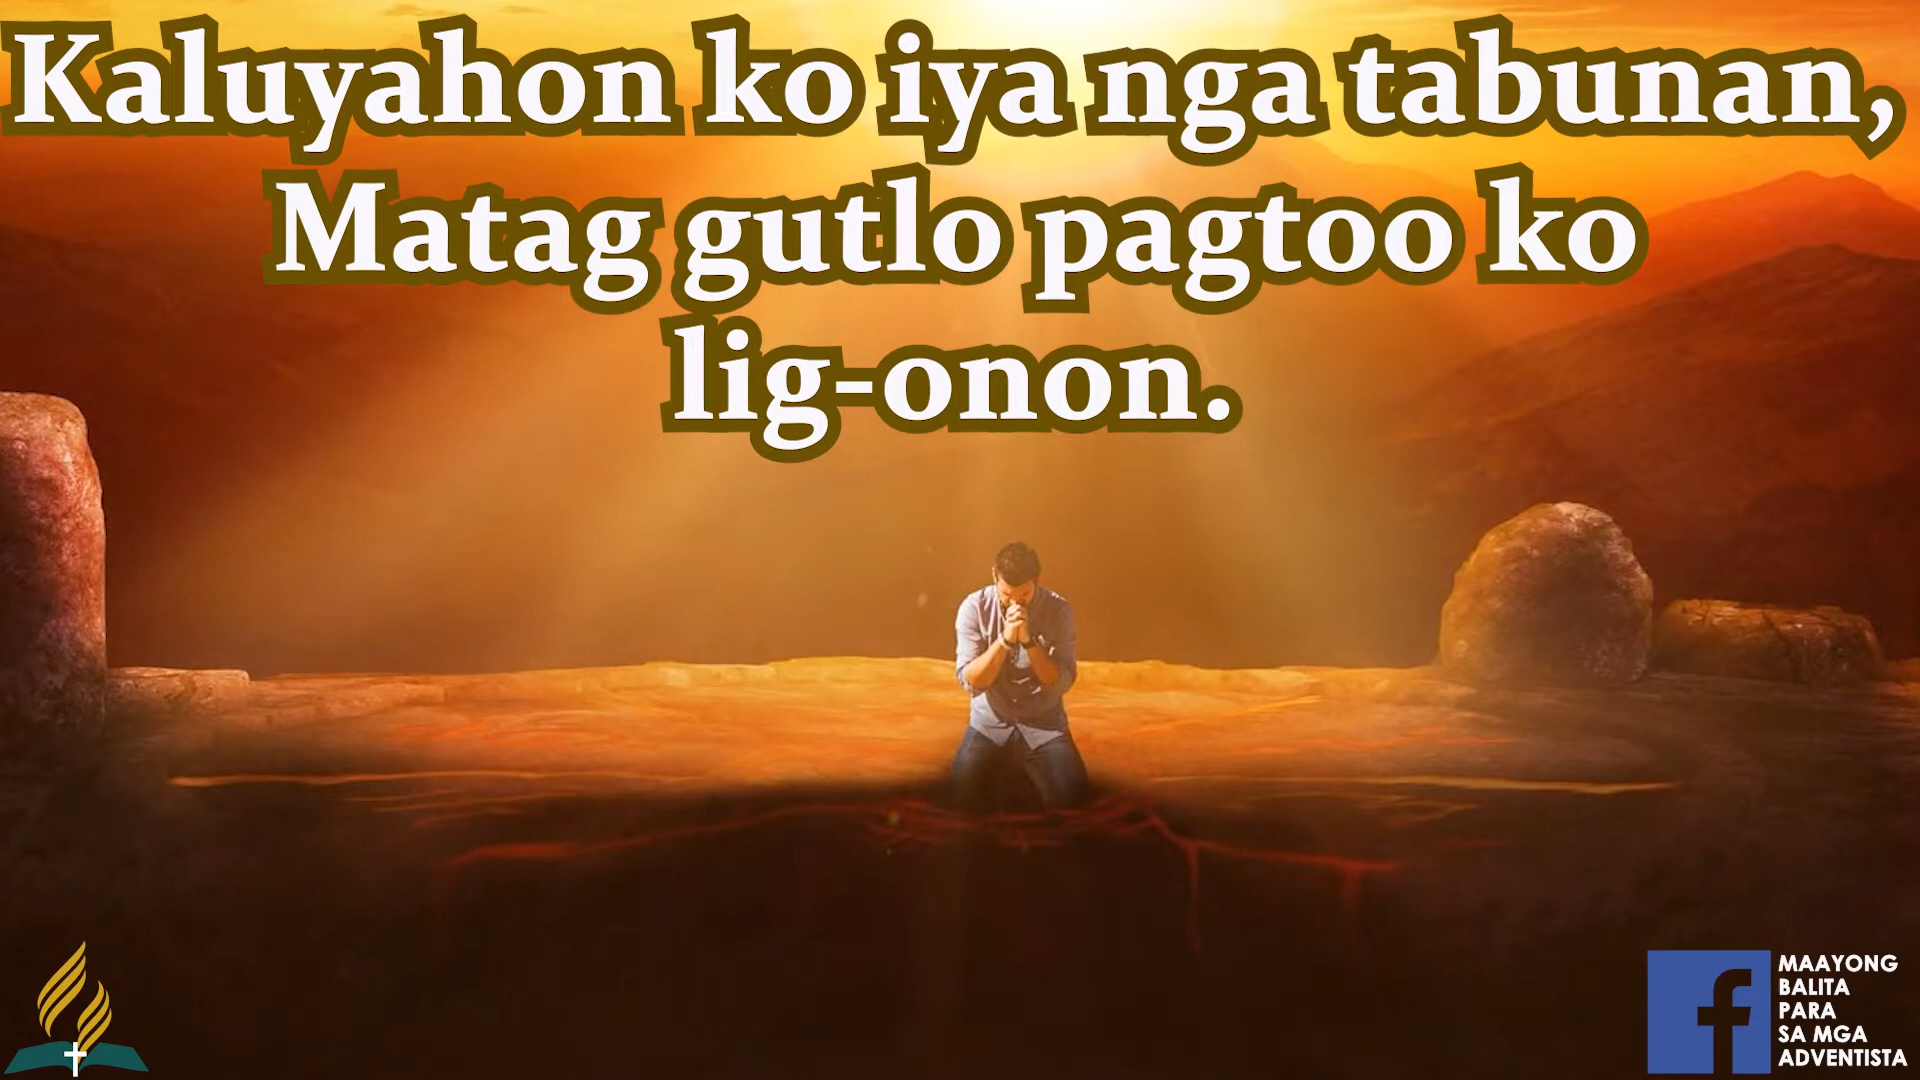 Kaluyahon ko iya nga tabunan,
Matag gutlo pagtoo ko
lig-onon.
MAAYONG
BALITA
PARA
SA MGA
ADVENTISTA